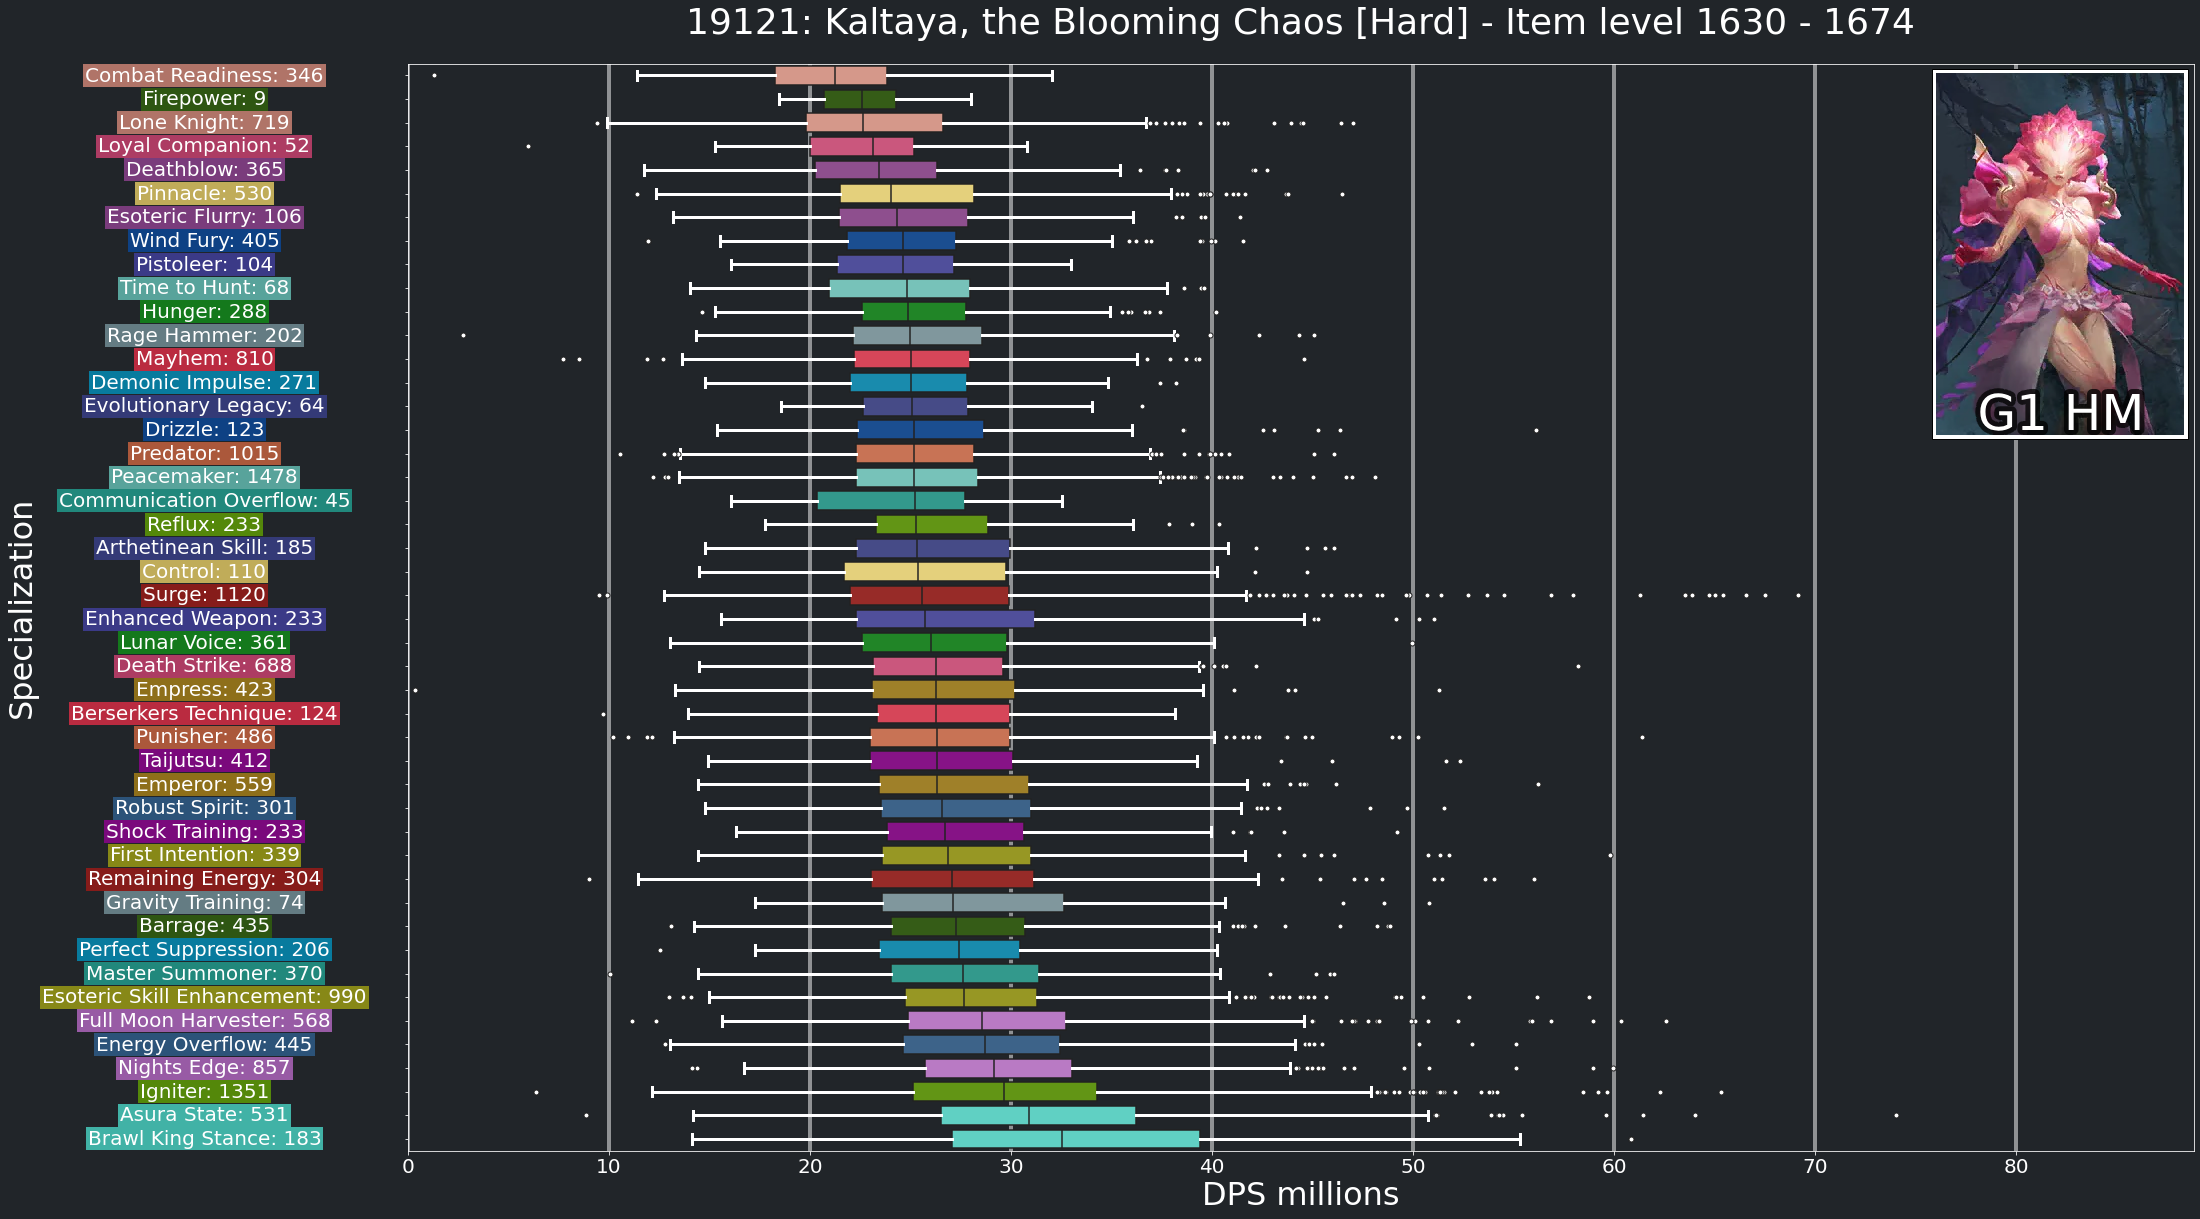 19121: Kaltaya, the Blooming Chaos [Hard] - Item level 1630 - 1674
Combat Readiness: 346
Firepower: 9
Lone Knight: 719
Loyal Companion: 52
Deathblow: 365
Pinnacle: 530
Esoteric Flurry: 106
Wind Fury: 405
Pistoleer: 104
Time to Hunt: 68
Hunger: 288
Rage Hammer: 202
Mayhem: 810
Demonic Impulse: 271
Evolutionary Legacy: 64
Drizzle: 123
Predator: 1015
Peacemaker: 1478
Communication Overflow: 45
Reflux: 233
Arthetinean Skill: 185
Control: 110
Surge: 1120
Enhanced Weapon: 233
Lunar Voice: 361
Death Strike: 688
Empress: 423
Berserkers Technique: 124
Punisher: 486
Taijutsu: 412
Emperor: 559
Robust Spirit: 301
Shock Training: 233
First Intention: 339
Remaining Energy: 304
Gravity Training: 74
Barrage: 435
Perfect Suppression: 206
Master Summoner: 370
Esoteric Skill Enhancement: 990
Full Moon Harvester: 568
Energy Overflow: 445
Nights Edge: 857
Igniter: 1351
Asura State: 531
Brawl King Stance: 183
Specialization
G1 HM
0 10 20 30 40 50 60 70 80
DPS millions